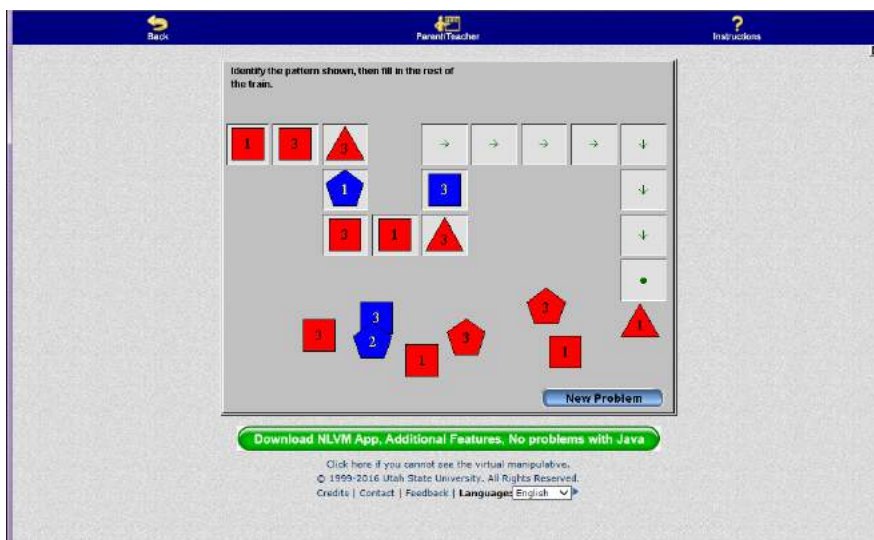 Back
Parent/Teacher
Instructions
Identify the pattern shown, then fill in the rest of
the train.
1 3 3
1 3
3 1 3
3
3
3
1
2
3
1
1
New Problem
Download NLVM App, Additional Features, No problems with Java
Click here if you cannot see the virtual manipulative.
© 1999-2016 Utah State University. All Rights Reserved.
Credits | Contact | Feedback | Language: English